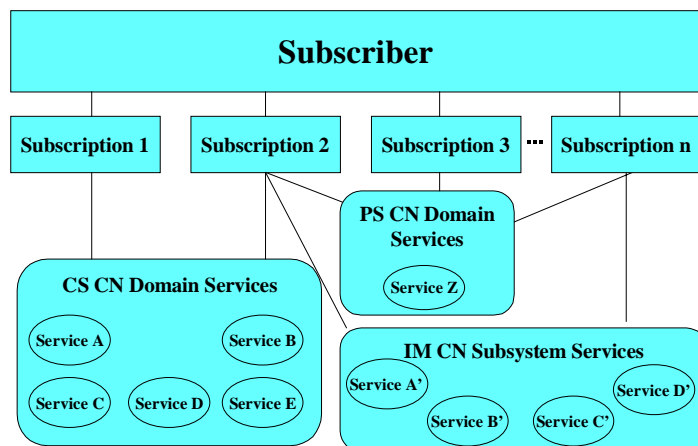 Subscriber
Subscription 1
Subscription 2
Subscription 3
...
Subscription n
PS CN Domain
Services
Service Z
CS CN Domain Services
Service A
Service B
Service C
Service D
Service E
IM CN Subsystem Services
Service A’
Service B’
Service C’
Service D’